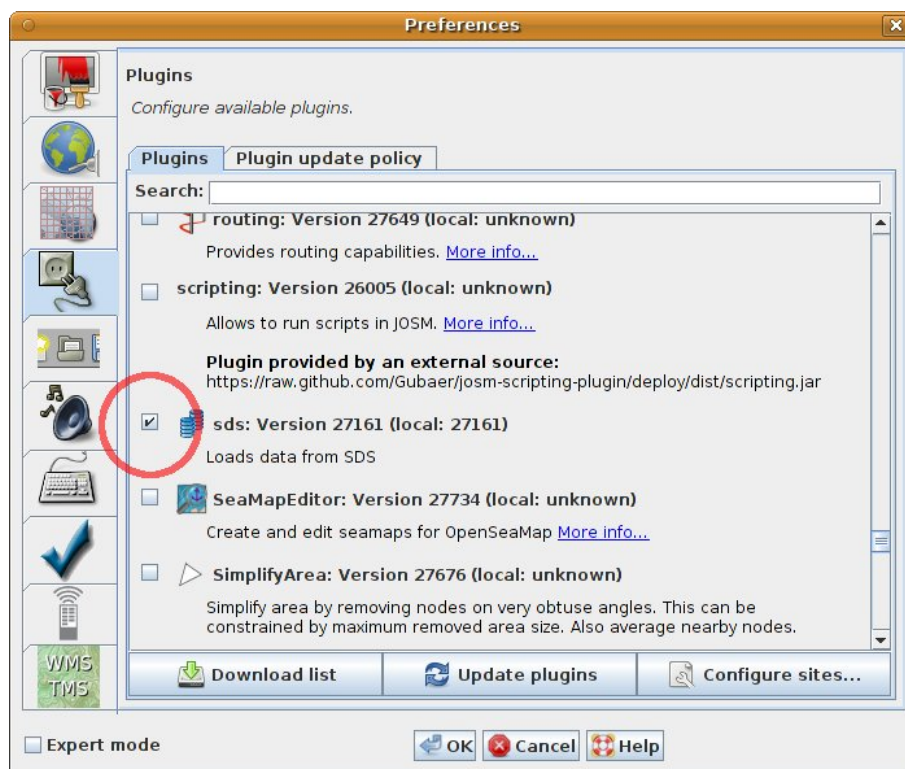 Preferences
Plugins
Configure available plugins.
Plugins
Plugin update policy
Search:
routing: Version 27649 (local: unknown)
Provides routing capabilities. More info...
scripting: Version 26005 (local: unknown)
Allows to run scripts in JOSM. More info...
Plugin provided by an external source:
https://raw.github.com/Gubaer/josm-scripting-plugin/deploy/dist/scripting.jar
sds: Version 27161 (local: 27161)
Loads data from SDS
SeaMapEditor: Version 27734 (local: unknown)
Create and edit seamaps for OpenSeaMap More info...
SimplifyArea: Version 27676 (local: unknown)
Simplify area by removing nodes on very obtuse angles. This can be
constrained by maximum removed area size. Also average nearby nodes.
WMS
TMS
Download list
Update plugins
Configure sites...
Expert mode
OK
Cancel
Help